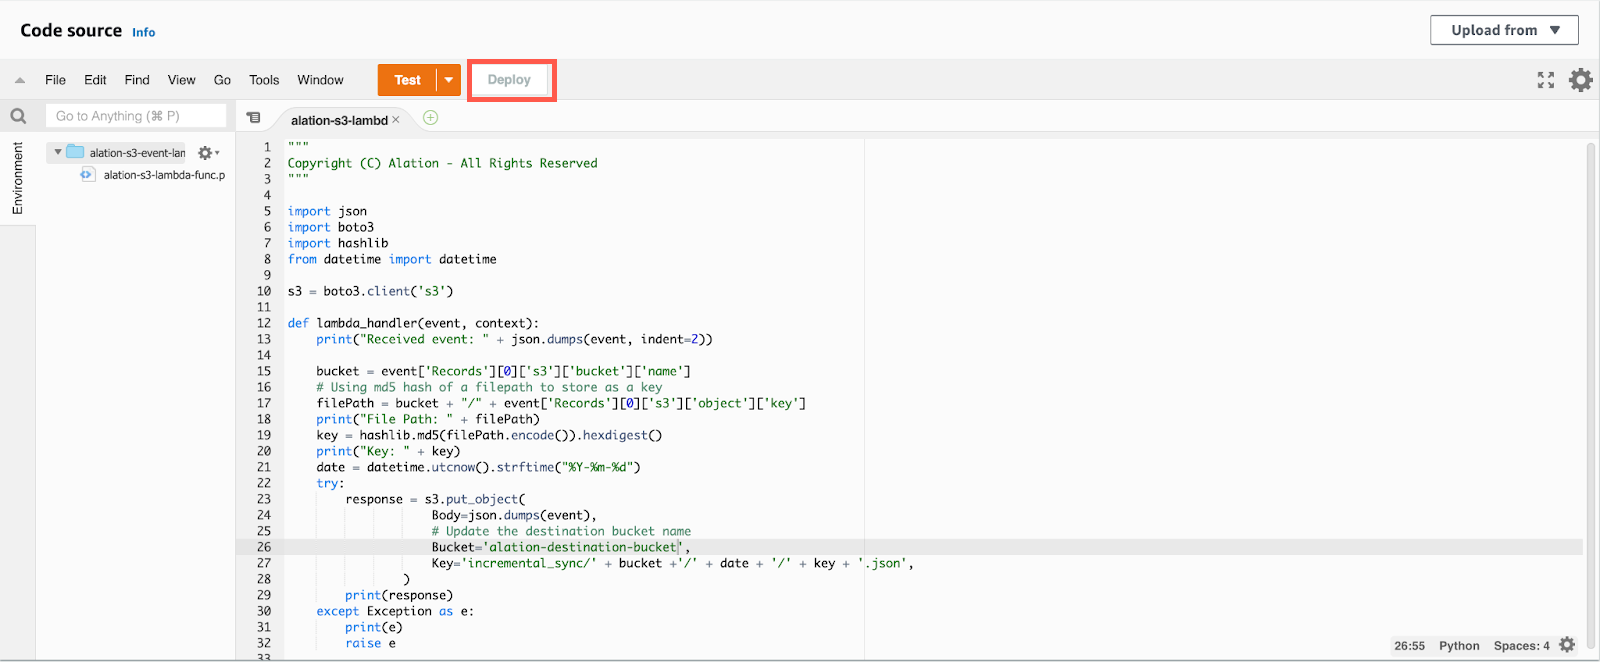 Code source Info
Upload from
File Edit Find View Go Tools Window Test Deploy
Go to Anything (⌘ P)
alation-s3-lambd
Environment
alation-s3-event-lan
alation-s3-lambda-func.p
1 """
2 Copyright (C) Alation - All Rights Reserved
3 """
4
5 import json
6 import boto3
7 import hashlib
8 from datetime import datetime
9
10 s3 = boto3.client('s3')
11
12 def lambda_handler(event, context):
13     print("Received event: " + json.dumps(event, indent=2))
14
15     bucket = event['Records'][0]['s3']['bucket']['name']
16     # Using md5 hash of a filepath to store as a key
17     filePath = bucket + "/" + event['Records'][0]['s3']['object']['key']
18     print("File Path: " + filePath)
19     key = hashlib.md5(filePath.encode()).hexdigest()
20     print("Key: " + key)
21     date = datetime.utcnow().strftime("%Y-%m-%d")
22     try:
23         response = s3.put_object(
24                     Body=json.dumps(event),
25                     # Update the destination bucket name
26                     Bucket='alation-destination-bucket',
27                     Key='incremental_sync/' + bucket +'/' + date + '/' + key + '.json',
28                 )
29         print(response)
30     except Exception as e:
31         print(e)
32         raise e
33
26:55 Python Spaces: 4